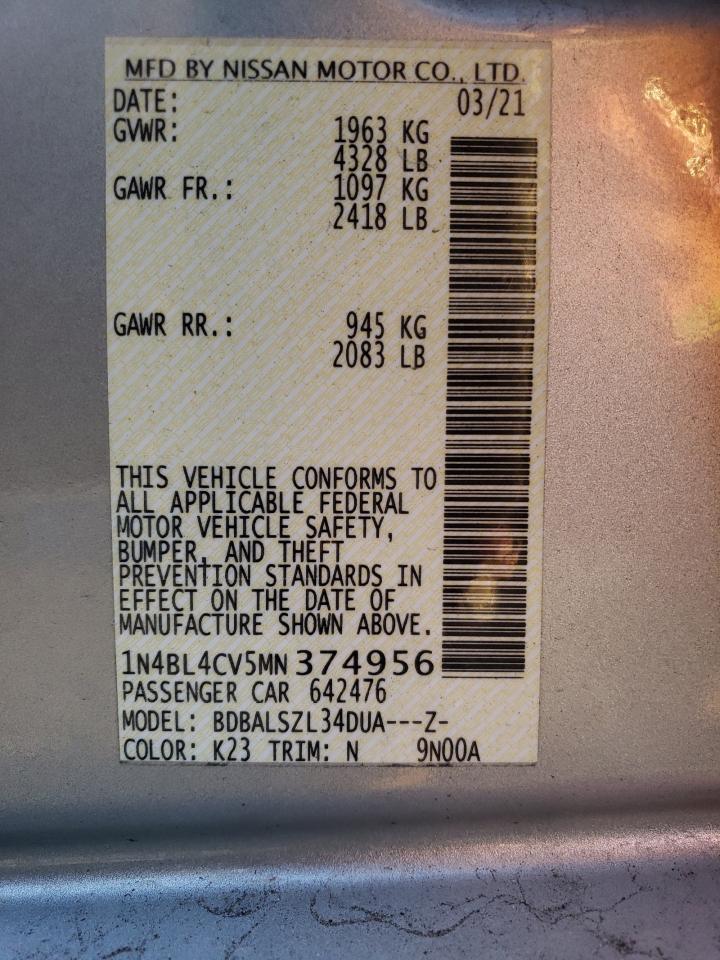 MFD BY NISSAN MOTOR CO., LTD.
DATE: 03/21
GVWR: 1963 KG
4328 LB
GAWR FR.: 1097 KG
2418 LB
GAWR RR.: 945 KG
2083 LB
THIS VEHICLE CONFORMS TO
ALL APPLICABLE FEDERAL
MOTOR VEHICLE SAFETY,
BUMPER, AND THEFT
PREVENTION STANDARDS IN
EFFECT ON THE DATE OF
MANUFACTURE SHOWN ABOVE.
1N4BL4CV5MN374956
PASSENGER CAR 642476
MODEL: BDBALSZL34DUA---Z-
COLOR: K23 TRIM: N 9N00A